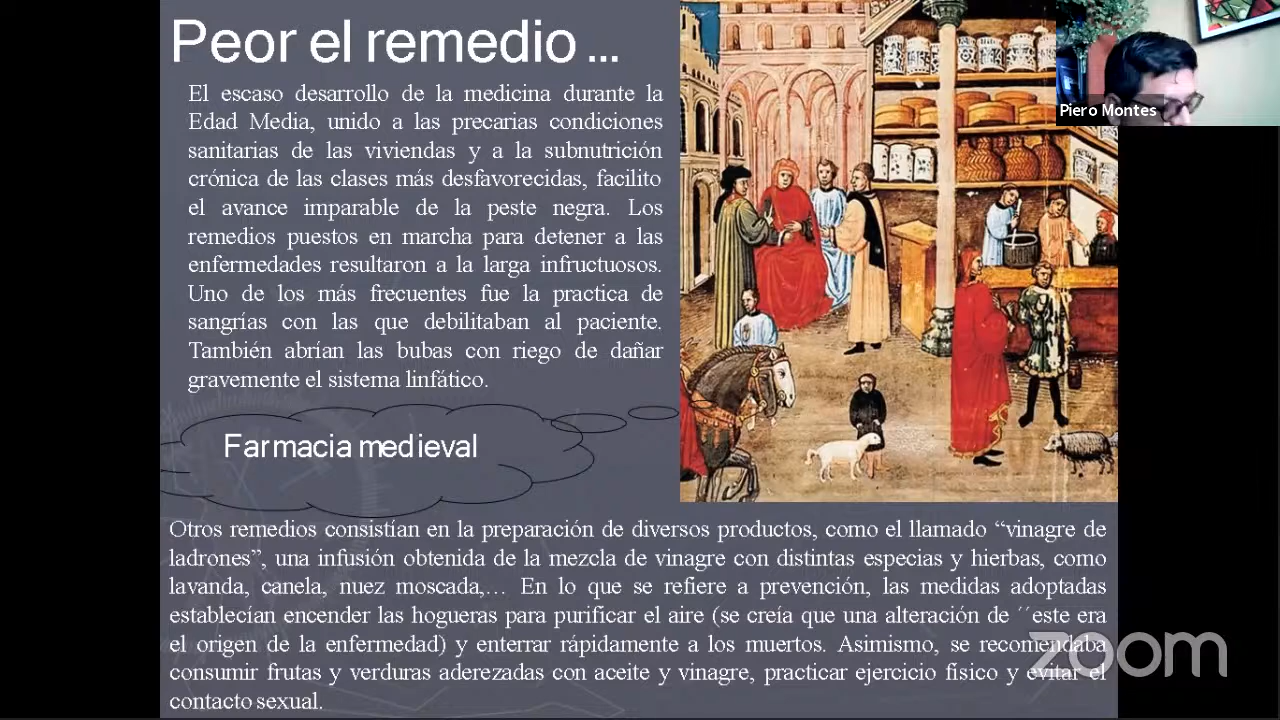 Peor el remedio ...
El escaso desarrollo de la medicina durante la
Edad Media, unido a las precarias condiciones
sanitarias de las viviendas y a la subnutrición
crónica de las clases más desfavorecidas, facilito
el avance imparable de la peste negra. Los
remedios puestos en marcha para detener a las
enfermedades resultaron a la larga infructuosos.
Uno de los más frecuentes fue la practica de
sangrías con las que debilitaban al paciente.
También abrían las bubas con riego de dañar
gravemente el sistema linfático.
Piero Montes
Farmacia medieval
Otros remedios consistían en la preparación de diversos productos, como el llamado “vinagre de
ladrones”, una infusión obtenida de la mezcla de vinagre con distintas especias y hierbas, como
lavanda, canela, nuez moscada,… En lo que se refiere a prevención, las medidas adoptadas
establecían encender las hogueras para purificar el aire (se creía que una alteración de ´´este era
el origen de la enfermedad) y enterrar rápidamente a los muertos. Asimismo, se recomendaba
consumir frutas y verduras aderezadas con aceite y vinagre, practicar ejercicio físico y evitar el
contacto sexual.
zoom